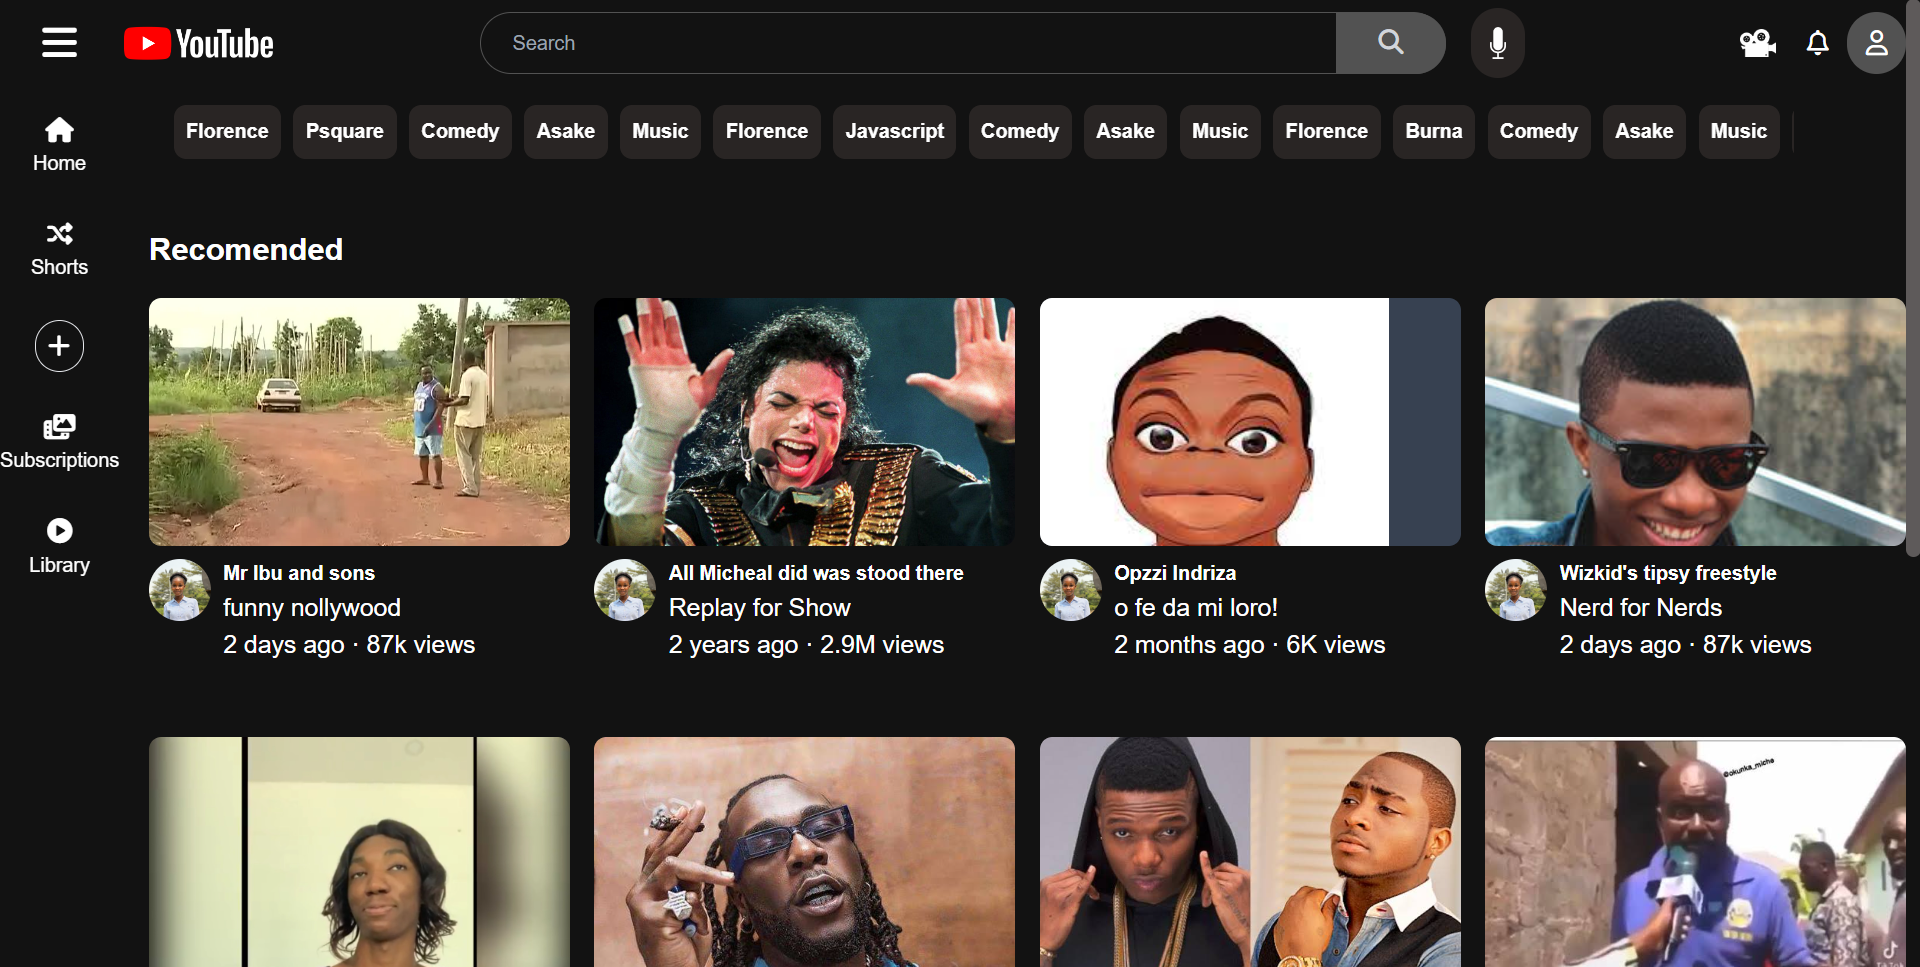 YouTube
Search
Florence Psquare Comedy Asake Music Florence Javascript Comedy Asake Music Florence Burna Comedy Asake Music
Home
Shorts
Subscriptions
Library
Recomended
Mr Ibu and sons
funny nollywood
2 days ago · 87k views
All Micheal did was stood there
Replay for Show
2 years ago · 2.9M views
Opzzi Indriza
o fe da mi loro!
2 months ago · 6K views
Wizkid's tipsy freestyle
Nerd for Nerds
2 days ago · 87k views